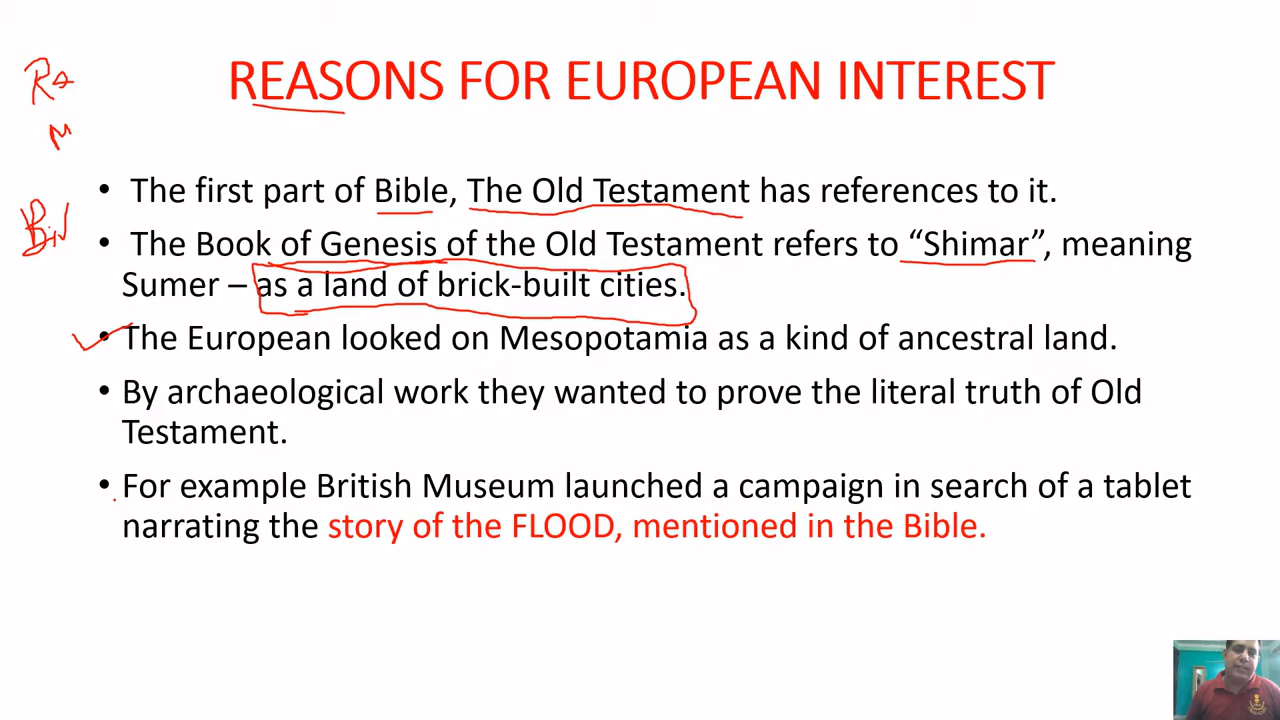 REASONS FOR EUROPEAN INTEREST
• The first part of Bible, The Old Testament has references to it.
• The Book of Genesis of the Old Testament refers to “Shimar”, meaning
Sumer – as a land of brick-built cities.
• The European looked on Mesopotamia as a kind of ancestral land.
• By archaeological work they wanted to prove the literal truth of Old
Testament.
• For example British Museum launched a campaign in search of a tablet
narrating the story of the FLOOD, mentioned in the Bible.